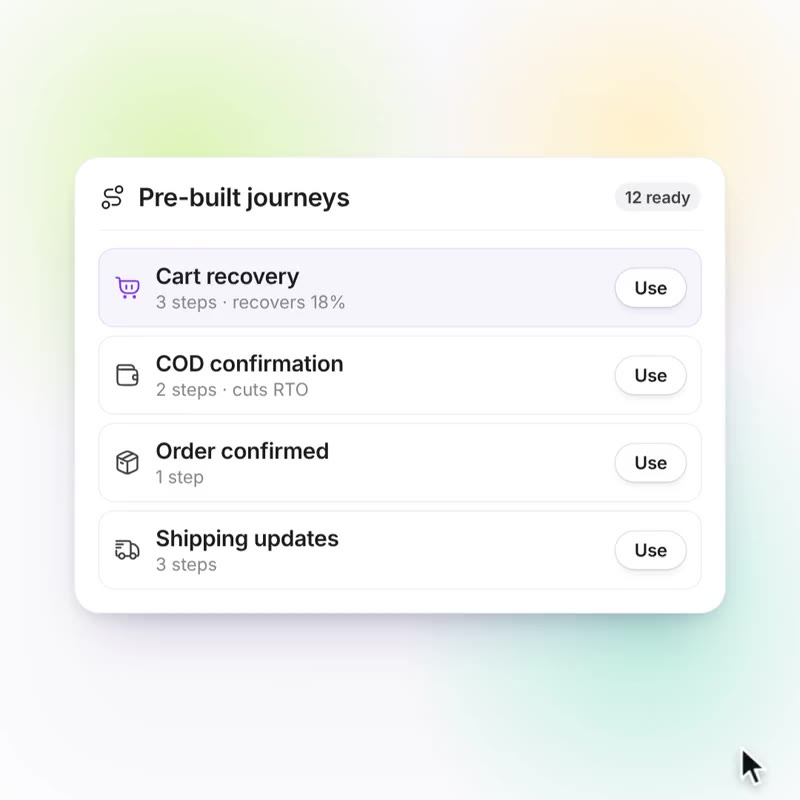 Pre-built journeys
12 ready
Cart recovery
3 steps · recovers 18%
Use
COD confirmation
2 steps · cuts RTO
Use
Order confirmed
1 step
Use
Shipping updates
3 steps
Use